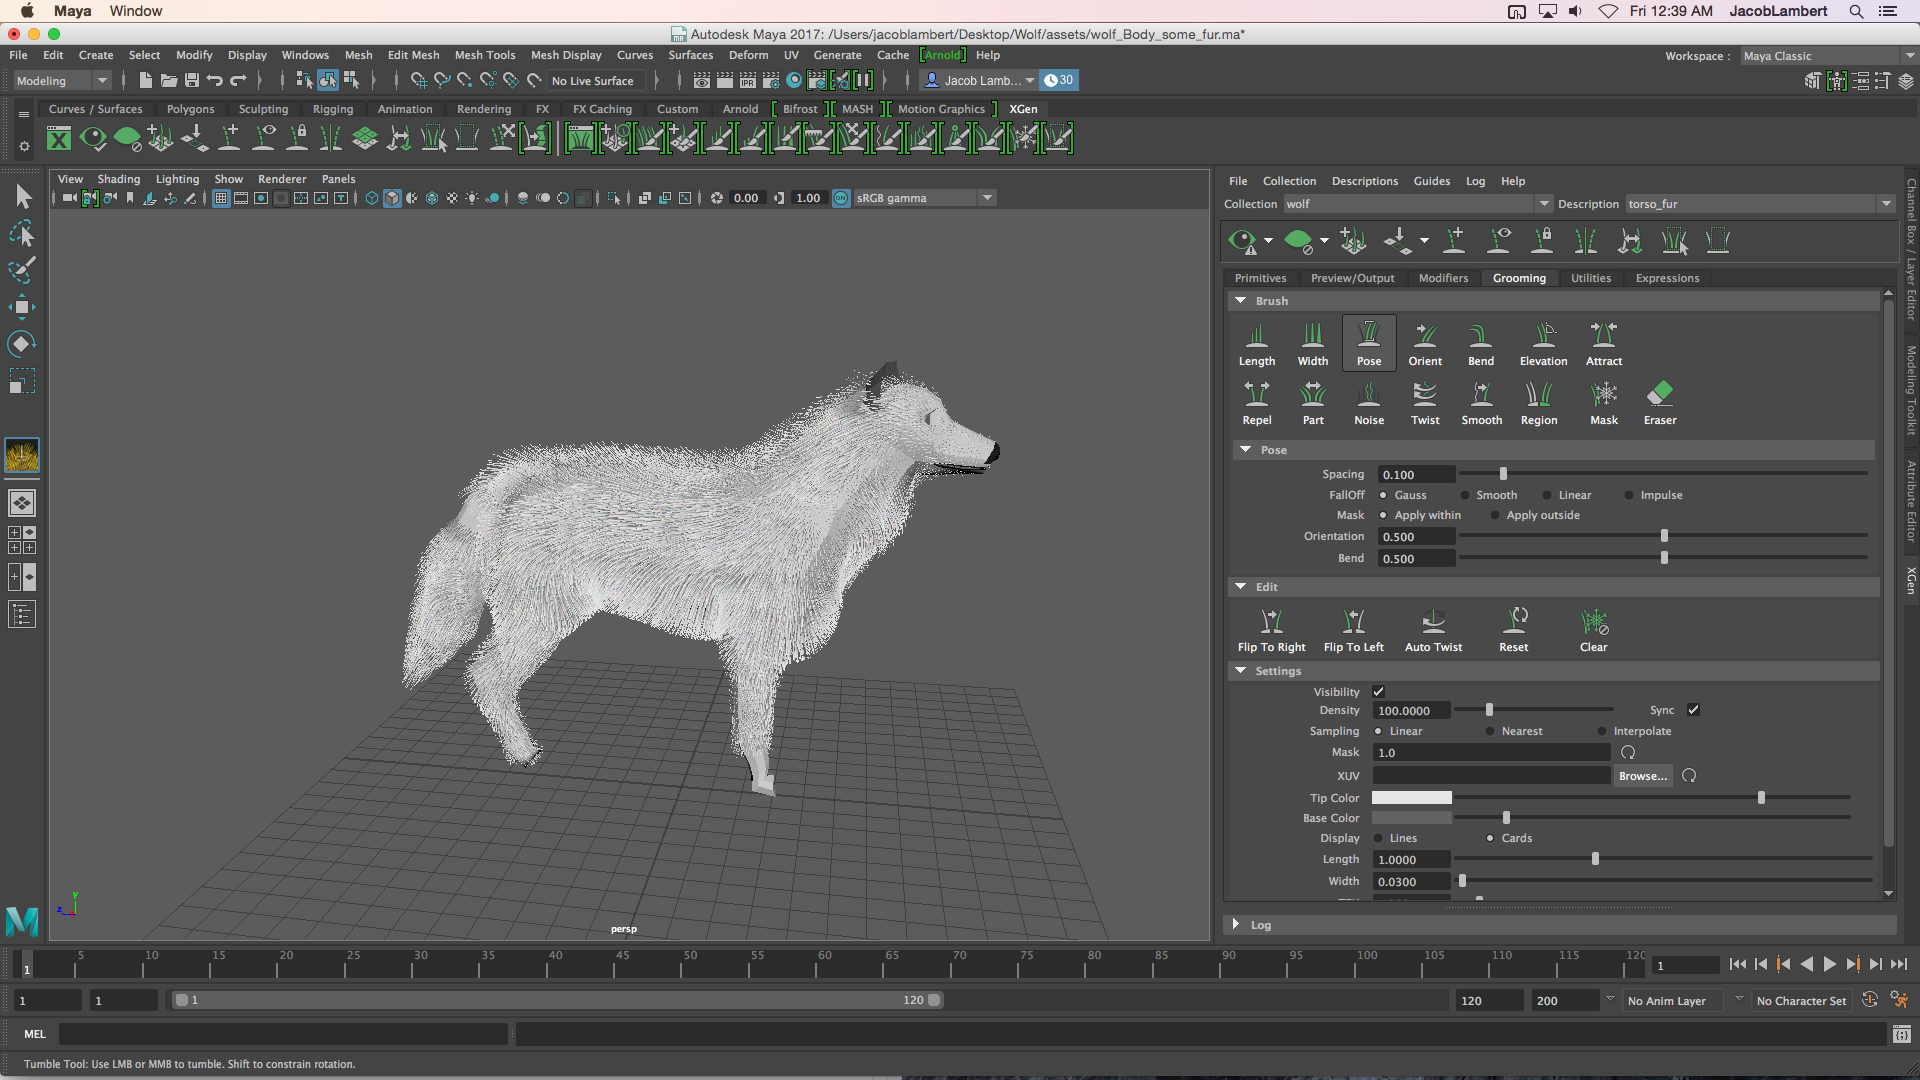 Maya Window Fri 12:39 AM JacobLambert
Autodesk Maya 2017: /Users/jacoblambert/Desktop/Wolf/assets/wolf_Body_some_fur.ma*
File Edit Create Select Modify Display Windows Mesh Edit Mesh Mesh Tools Mesh Display Curves Surfaces Deform UV Generate Cache [Arnold] Help Workspace : Maya Classic
Modeling No Live Surface IPR Jacob Lamb... 30
Curves / Surfaces Polygons Sculpting Rigging Animation Rendering FX FX Caching Custom Arnold Bifrost MASH Motion Graphics XGen
View Shading Lighting Show Renderer Panels
0.00 1.00 ON sRGB gamma
File Collection Descriptions Guides Log Help
Collection wolf Description torso_fur
Primitives Preview/Output Modifiers Grooming Utilities Expressions
Brush
Length Width Pose Orient Bend Elevation Attract
Repel Part Noise Twist Smooth Region Mask Eraser
Pose
Spacing 0.100
FallOff Gauss Smooth Linear Impulse
Mask Apply within Apply outside
Orientation 0.500
Bend 0.500
Edit
Flip To Right Flip To Left Auto Twist Reset Clear
Settings
Visibility
Density 100.0000 Sync
Sampling Linear Nearest Interpolate
Mask 1.0
XUV Browse...
Tip Color
Base Color
Display Lines Cards
Length 1.0000
Width 0.0300
Log
Channel Box / Layer Editor
Modeling Toolkit
Attribute Editor
XGen
y
z
persp
1 5 10 15 20 25 30 35 40 45 50 55 60 65 70 75 80 85 90 95 100 105 110 115 120 1
1 1 1 120 120 200 No Anim Layer No Character Set
MEL
Tumble Tool: Use LMB or MMB to tumble. Shift to constrain rotation.